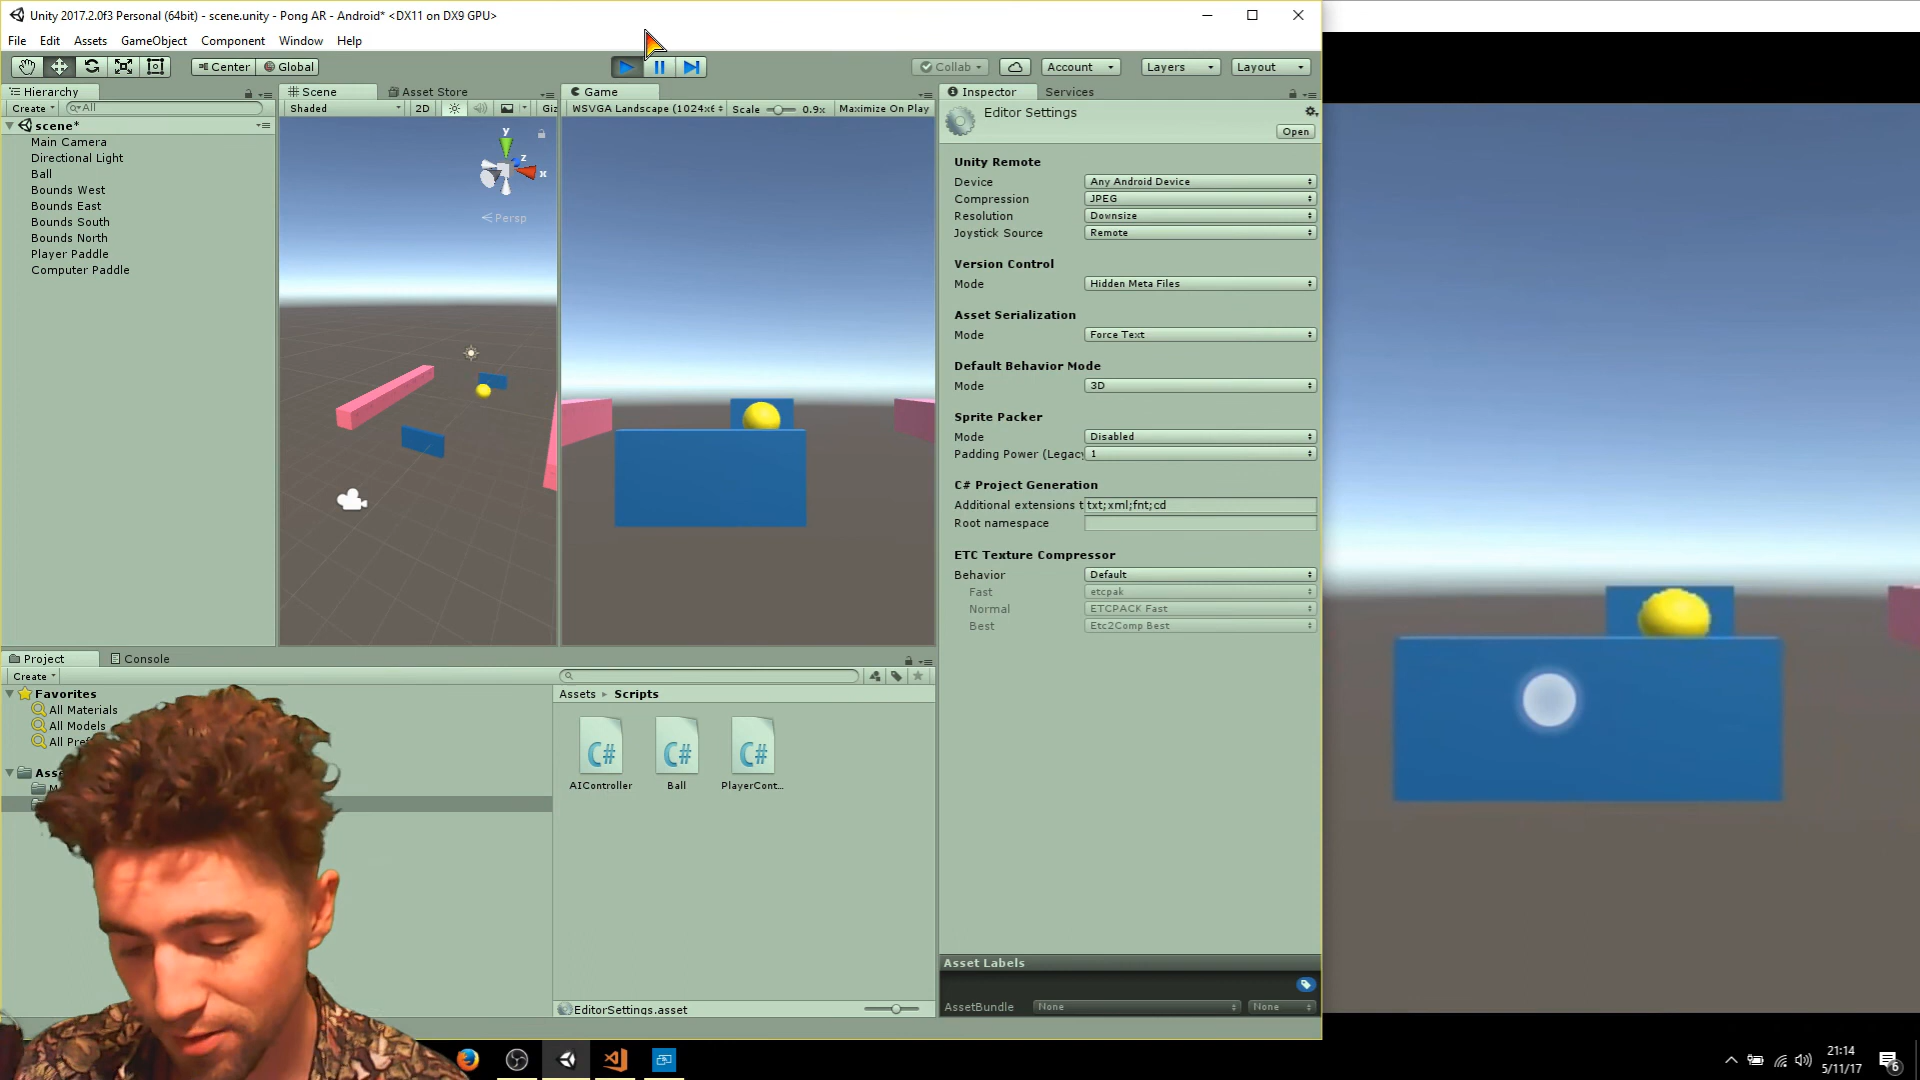 Unity 2017.2.0f3 Personal (64bit) - scene.unity - Pong AR - Android* <DX11 on DX9 GPU>
File Edit Assets GameObject Component Window Help
Center Global Collab Account Layers Layout
Hierarchy
Create All
scene*
Main Camera
Directional Light
Ball
Bounds West
Bounds East
Bounds South
Bounds North
Player Paddle
Computer Paddle
Scene Asset Store
Shaded 2D Giz
y
z
x
Persp
Game
WSVGA Landscape (1024x6 Scale 0.9x Maximize On Play
Inspector Services
Editor Settings
Open
Unity Remote
Device Any Android Device
Compression JPEG
Resolution Downsize
Joystick Source Remote
Version Control
Mode Hidden Meta Files
Asset Serialization
Mode Force Text
Default Behavior Mode
Mode 3D
Sprite Packer
Mode Disabled
Padding Power (Legacy 1
C# Project Generation
Additional extensions t txt;xml;fnt;cd
Root namespace
ETC Texture Compressor
Behavior Default
Fast etcpak
Normal ETCPACK Fast
Best Etc2Comp Best
Project Console
Create
Favorites
All Materials
All Models
All Pref
Asse
M
Assets Scripts
C# C# C#
AIController Ball PlayerCont...
EditorSettings.asset
Asset Labels
AssetBundle None None
21:14
5/11/17
6